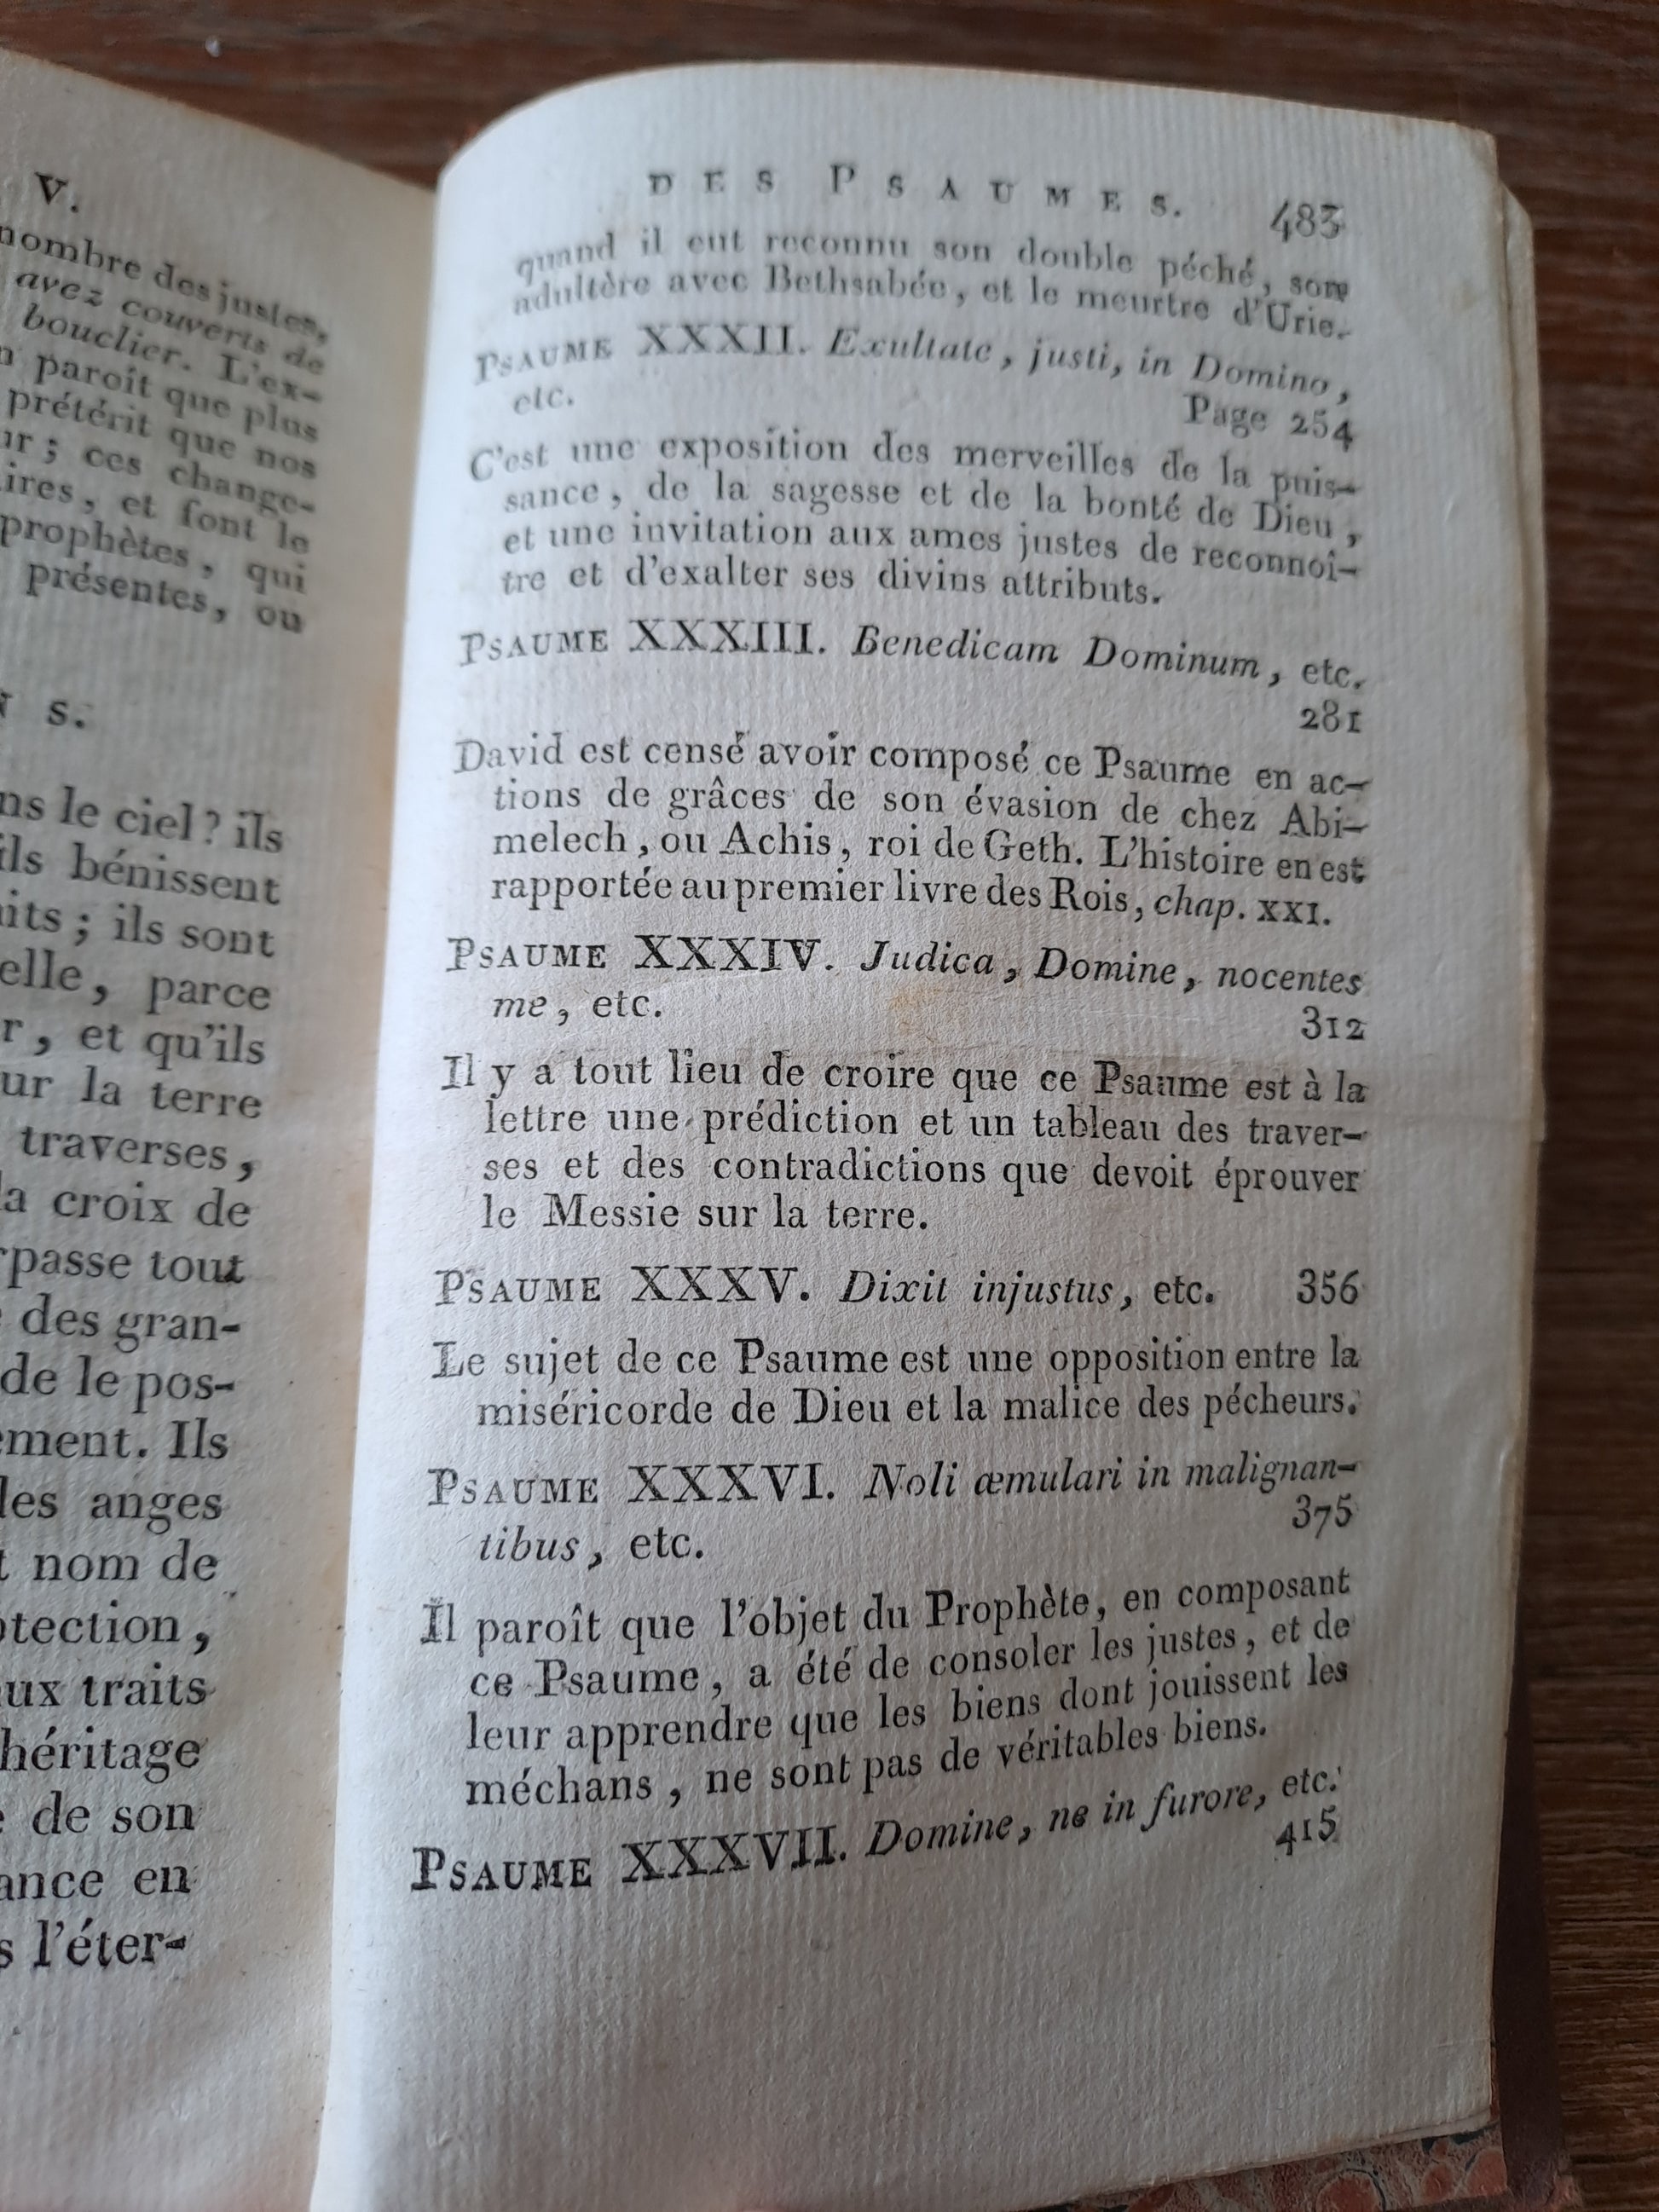 V.
nombre des justes,
avez couverts de
bouclier. L'ex-
paroît que plus
prétérit que nos
ces change-
et font le
prophètes, qui
présentes, ou
s.
le ciel? ils
ils bénissent
ils sont
elle, parce
r, et qu'ils
ur la terre
traverses,
la croix de
passe tout
des gran-
de le pos-
ement. Ils
les anges
nom de
otection,
aux traits
héritage
de son
ance en
s l'éter-
DES PSAUMES. 483
quand il eut reconnu son double péché, son
adultère avec Bethsabée, et le meurtre d'Urie.
PSAUME XXXII. Exultate, justi, in Domino,
etc. Page 254
C'est une exposition des merveilles de la puis-
sance, de la sagesse et de la bonté de Dieu,
et une invitation aux ames justes de reconnoî-
tre et d'exalter ses divins attributs.
PSAUME XXXIII. Benedicam Dominum, etc.
281
David est censé avoir composé ce Psaume en ac-
tions de grâces de son évasion de chez Abi-
melech, ou Achis, roi de Geth. L'histoire en est
rapportée au premier livre des Rois, chap. XXI.
PSAUME XXXIV. Judica, Domine, nocentes
me, etc. 312
Il y a tout lieu de croire que ce Psaume est à la
lettre une prédiction et un tableau des traver-
ses et des contradictions que devoit éprouver
le Messie sur la terre.
PSAUME XXXV. Dixit injustus, etc. 356
Le sujet de ce Psaume est une opposition entre la
miséricorde de Dieu et la malice des pécheurs.
PSAUME XXXVI. Noli æmulari in malignan-
tibus, etc. 375
Il paroît que l'objet du Prophète, en composant
ce Psaume, a été de consoler les justes, et de
leur apprendre que les biens dont jouissent les
méchans, ne sont pas de véritables biens.
PSAUME XXXVII. Domine, ne in furore, etc.
415